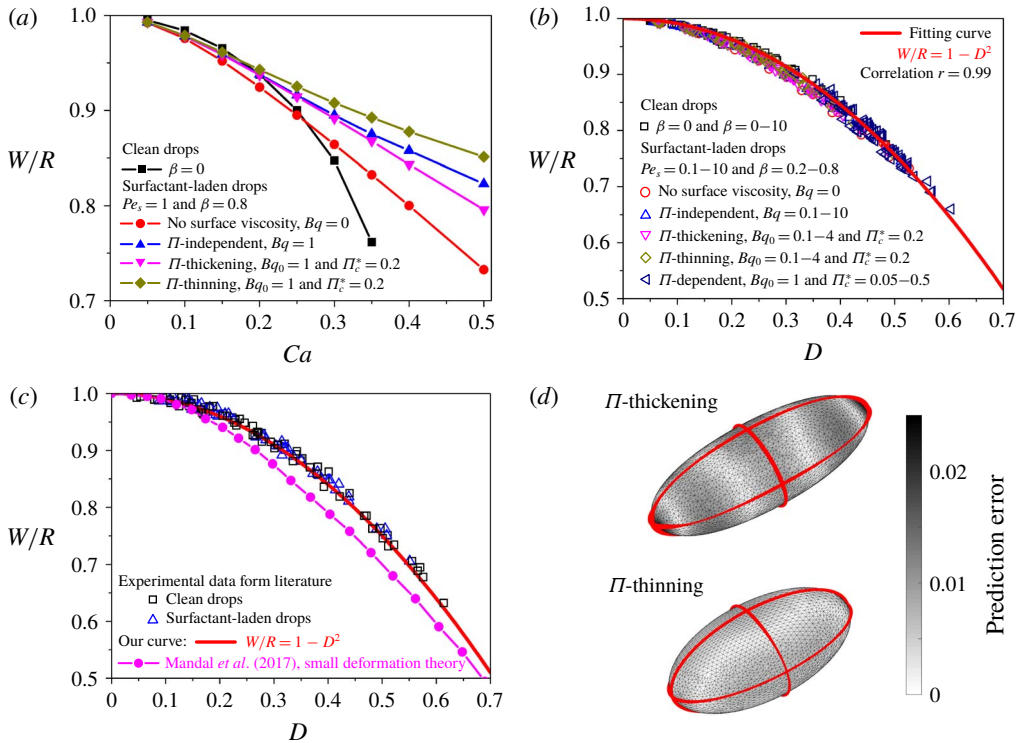 (a)
W/R
1.0
0.9
0.8
0.7
Clean drops
β = 0
Surfactant-laden drops
Pe_s = 1 and β = 0.8
No surface viscosity, Bq = 0
Π-independent, Bq = 1
Π-thickening, Bq_0 = 1 and Π_c^* = 0.2
Π-thinning, Bq_0 = 1 and Π_c^* = 0.2
0 0.1 0.2 0.3 0.4 0.5
Ca
(b)
W/R
1.0
0.9
0.8
0.7
0.6
0.5
Fitting curve
W/R = 1 − D^2
Correlation r = 0.99
Clean drops
β = 0 and β = 0–10
Surfactant-laden drops
Pe_s = 0.1–10 and β = 0.2–0.8
No surface viscosity, Bq = 0
Π-independent, Bq = 0.1–10
Π-thickening, Bq_0 = 0.1–4 and Π_c^* = 0.2
Π-thinning, Bq_0 = 0.1–4 and Π_c^* = 0.2
Π-dependent, Bq_0 = 1 and Π_c^* = 0.05–0.5
0 0.1 0.2 0.3 0.4 0.5 0.6 0.7
D
(c)
W/R
1.0
0.9
0.8
0.7
0.6
0.5
Experimental data form literature
Clean drops
Surfactant-laden drops
Our curve: W/R = 1 − D^2
Mandal et al. (2017), small deformation theory
0 0.1 0.2 0.3 0.4 0.5 0.6 0.7
D
(d)
Π-thickening
Π-thinning
0.02
0.01
0
Prediction error